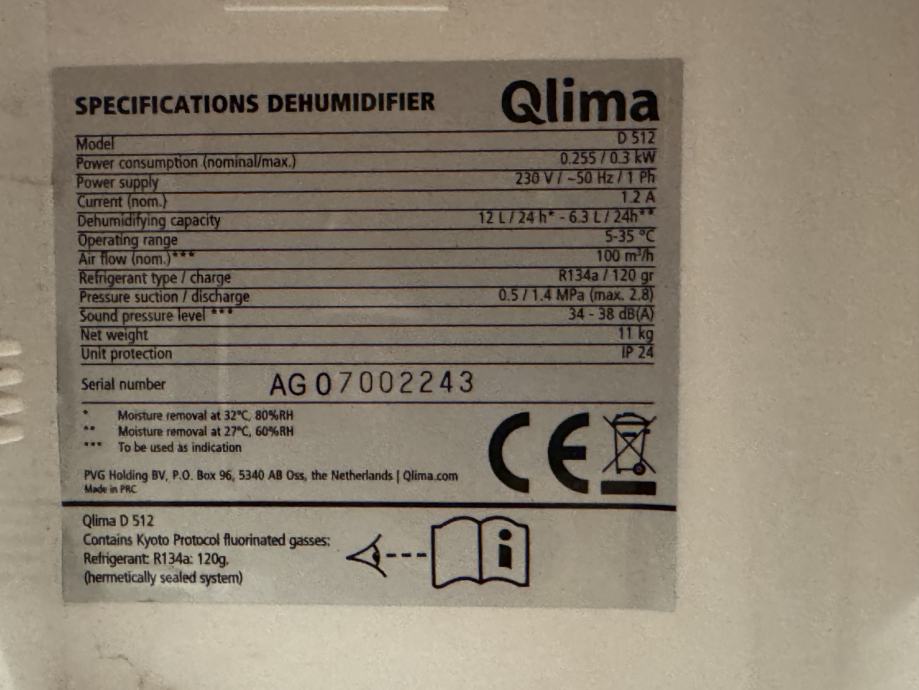 SPECIFICATIONS DEHUMIDIFIER Qlima
Model D 512
Power consumption (nominal/max.) 0.255 / 0.3 kW
Power supply 230 V / ~50 Hz / 1 Ph
Current (nom.) 1.2 A
Dehumidifying capacity 12 L / 24 h* - 6.3 L / 24h**
Operating range 5-35 °C
Air flow (nom.)*** 100 m³/h
Refrigerant type / charge R134a / 120 gr
Pressure suction / discharge 0.5 / 1.4 MPa (max. 2.8)
Sound pressure level *** 34 - 38 dB(A)
Net weight 11 kg
Unit protection IP 24
Serial number AG 07002243
* Moisture removal at 32°C, 80%RH
** Moisture removal at 27°C, 60%RH
*** To be used as indication
CE
PVG Holding BV, P.O. Box 96, 5340 AB Oss, the Netherlands | Qlima.com
Made in PRC
Qlima D 512
Contains Kyoto Protocol fluorinated gasses:
Refrigerant: R134a: 120g,
(hermetically sealed system)
i